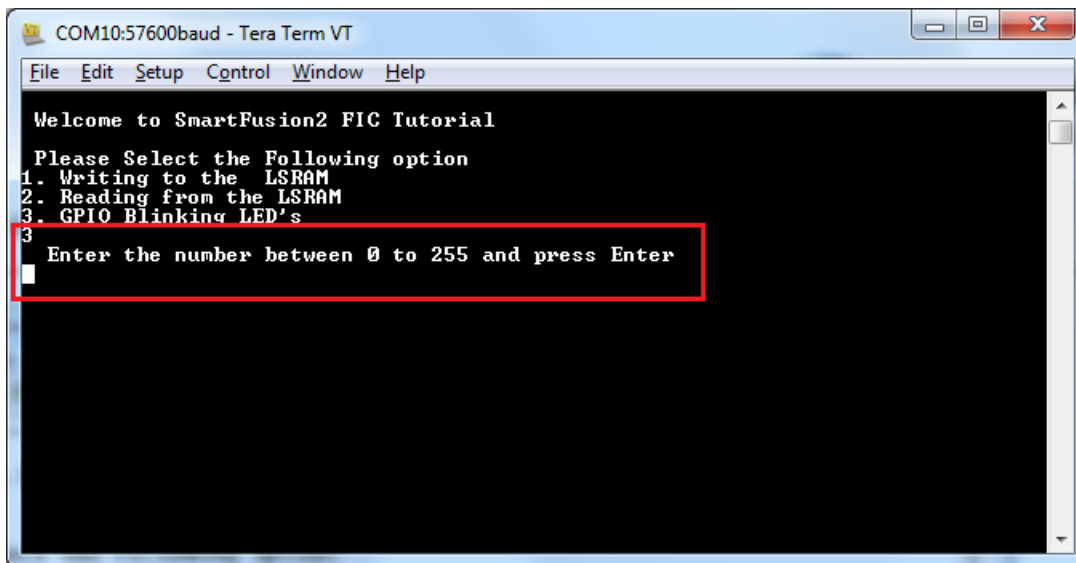 COM10:57600baud - Tera Term VT
File Edit Setup Control Window Help
Welcome to SmartFusion2 FIC Tutorial
Please Select the Following option
1. Writing to the  LSRAM
2. Reading from the LSRAM
3. GPIO Blinking LED's
3
Enter the number between 0 to 255 and press Enter